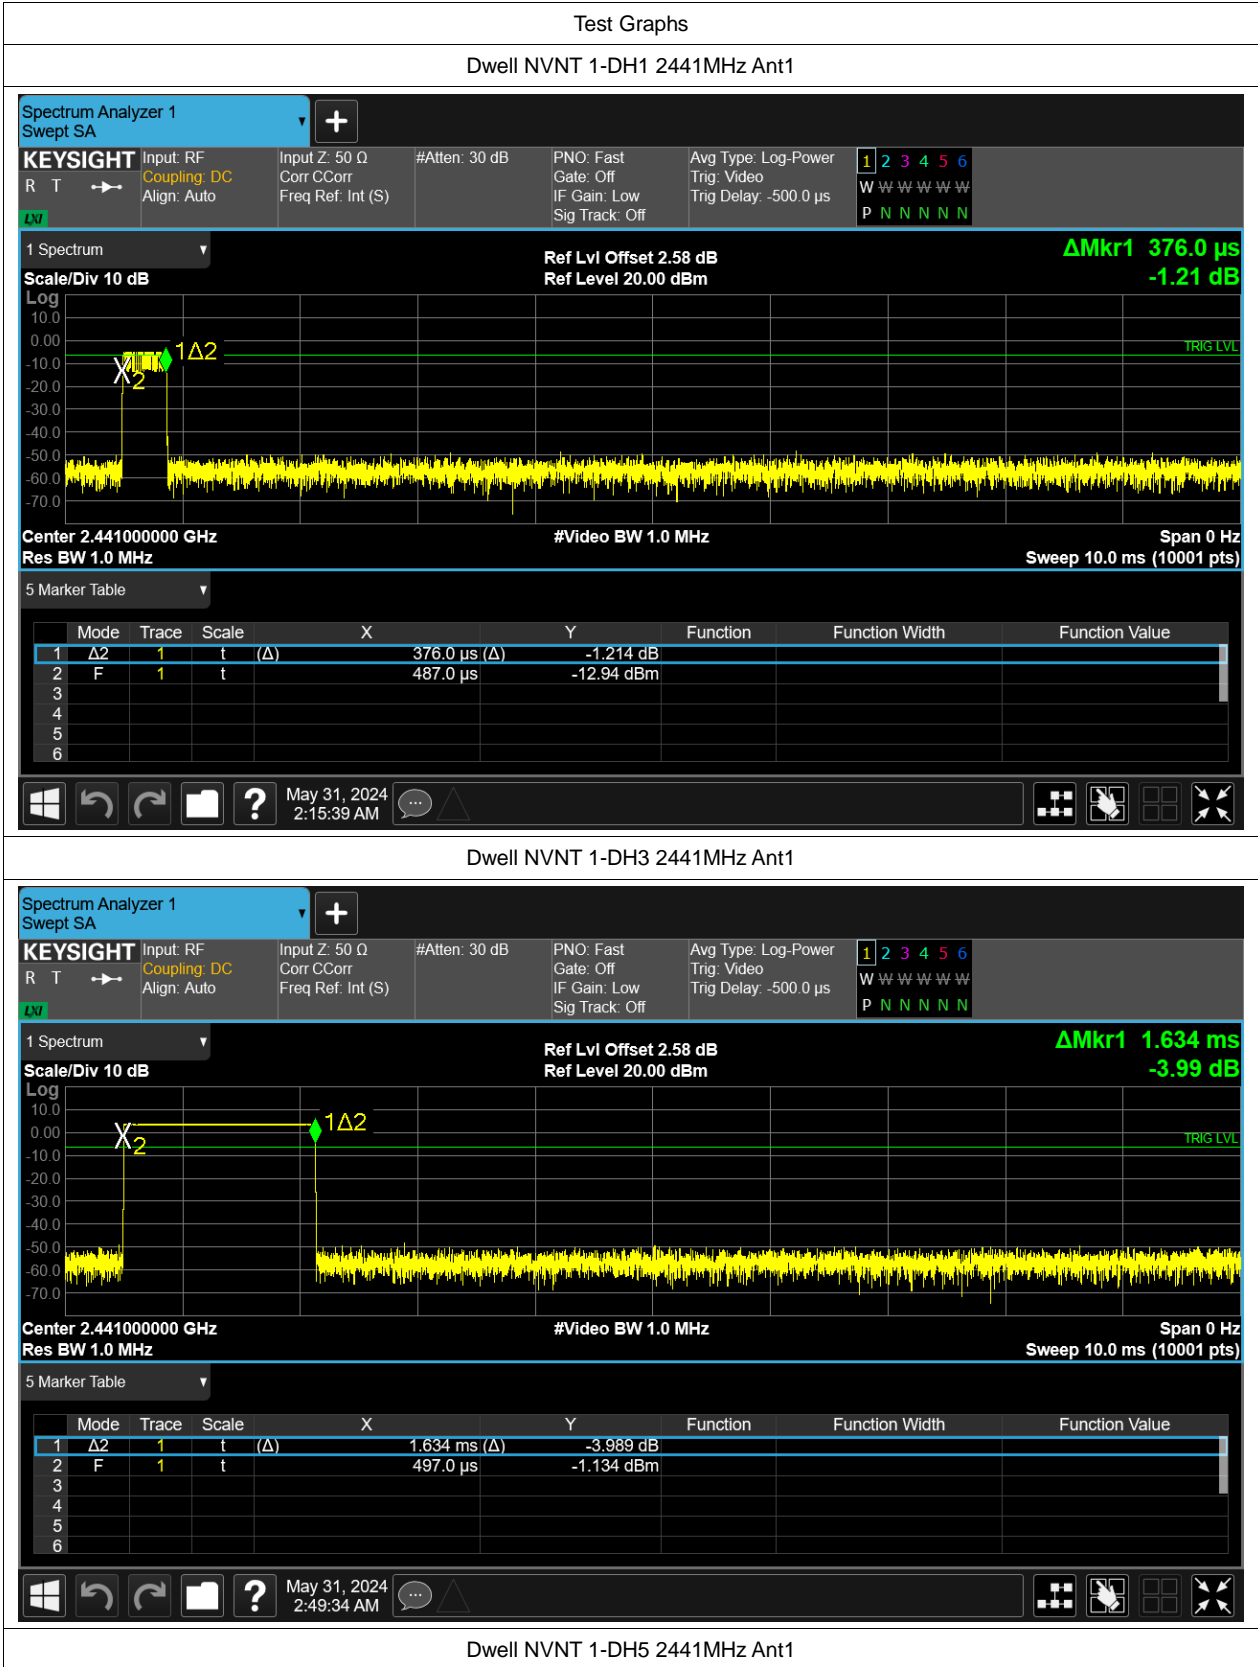 Test Graphs
Dwell NVNT 1-DH1 2441MHz Ant1
Spectrum Analyzer 1
Swept SA
KEYSIGHT
R T
LXI
Input: RF
Coupling: DC
Align: Auto
Input Z: 50 Ω
Corr CCorr
Freq Ref: Int (S)
#Atten: 30 dB
PNO: Fast
Gate: Off
IF Gain: Low
Sig Track: Off
Avg Type: Log-Power
Trig: Video
Trig Delay: -500.0 µs
1 2 3 4 5 6
W W W W W W
P N N N N N
1 Spectrum
Scale/Div 10 dB
Ref Lvl Offset 2.58 dB
Ref Level 20.00 dBm
ΔMkr1 376.0 µs
-1.21 dB
Log
10.0
0.00
-10.0
-20.0
-30.0
-40.0
-50.0
-60.0
-70.0
1Δ2
X2
TRIG LVL
Center 2.441000000 GHz
#Video BW 1.0 MHz
Span 0 Hz
Res BW 1.0 MHz
Sweep 10.0 ms (10001 pts)
5 Marker Table
Mode Trace Scale X Y Function Function Width Function Value
1 Δ2 1 t (Δ) 376.0 µs (Δ) -1.214 dB
2 F 1 t 487.0 µs -12.94 dBm
3
4
5
6
?
May 31, 2024
2:15:39 AM
Dwell NVNT 1-DH3 2441MHz Ant1
Spectrum Analyzer 1
Swept SA
KEYSIGHT
R T
LXI
Input: RF
Coupling: DC
Align: Auto
Input Z: 50 Ω
Corr CCorr
Freq Ref: Int (S)
#Atten: 30 dB
PNO: Fast
Gate: Off
IF Gain: Low
Sig Track: Off
Avg Type: Log-Power
Trig: Video
Trig Delay: -500.0 µs
1 2 3 4 5 6
W W W W W W
P N N N N N
1 Spectrum
Scale/Div 10 dB
Ref Lvl Offset 2.58 dB
Ref Level 20.00 dBm
ΔMkr1 1.634 ms
-3.99 dB
Log
10.0
0.00
-10.0
-20.0
-30.0
-40.0
-50.0
-60.0
-70.0
1Δ2
X2
TRIG LVL
Center 2.441000000 GHz
#Video BW 1.0 MHz
Span 0 Hz
Res BW 1.0 MHz
Sweep 10.0 ms (10001 pts)
5 Marker Table
Mode Trace Scale X Y Function Function Width Function Value
1 Δ2 1 t (Δ) 1.634 ms (Δ) -3.989 dB
2 F 1 t 497.0 µs -1.134 dBm
3
4
5
6
?
May 31, 2024
2:49:34 AM
Dwell NVNT 1-DH5 2441MHz Ant1